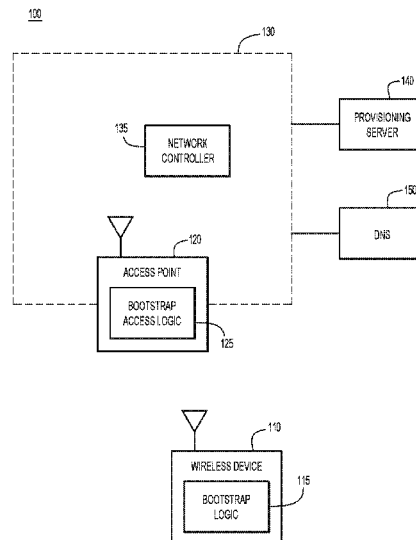 100
130
140
PROVISIONING
SERVER
135
NETWORK
CONTROLLER
150
DNS
120
ACCESS POINT
BOOTSTRAP
ACCESS LOGIC
125
110
WIRELESS DEVICE
115
BOOTSTRAP
LOGIC